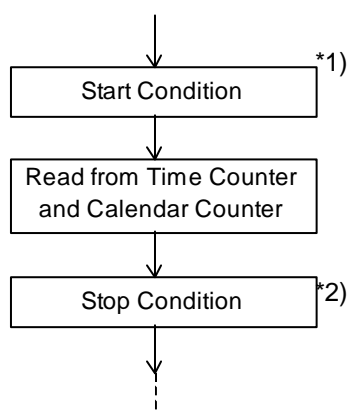 *1)
Start Condition
Read from Time Counter
and Calendar Counter
*2)
Stop Condition